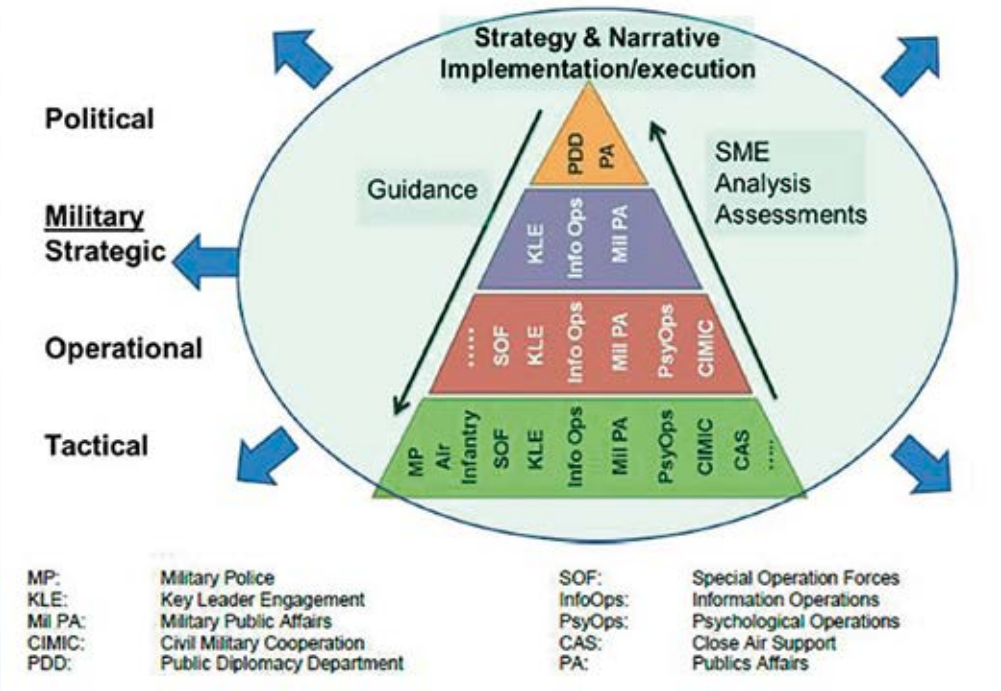 Strategy & Narrative
Implementation/execution
Political
Military
Strategic
Operational
Tactical
Guidance
SME
Analysis
Assessments
PDD
PA
KLE
Info Ops
Mil PA
.....
SOF
KLE
Info Ops
Mil PA
PsyOps
CIMIC
MP
Air
Infantry
SOF
KLE
Info Ops
Mil PA
PsyOps
CIMIC
CAS
.....
MP: Military Police
KLE: Key Leader Engagement
Mil PA: Military Public Affairs
CIMIC: Civil Military Cooperation
PDD: Public Diplomacy Department
SOF: Special Operation Forces
InfoOps: Information Operations
PsyOps: Psychological Operations
CAS: Close Air Support
PA: Publics Affairs